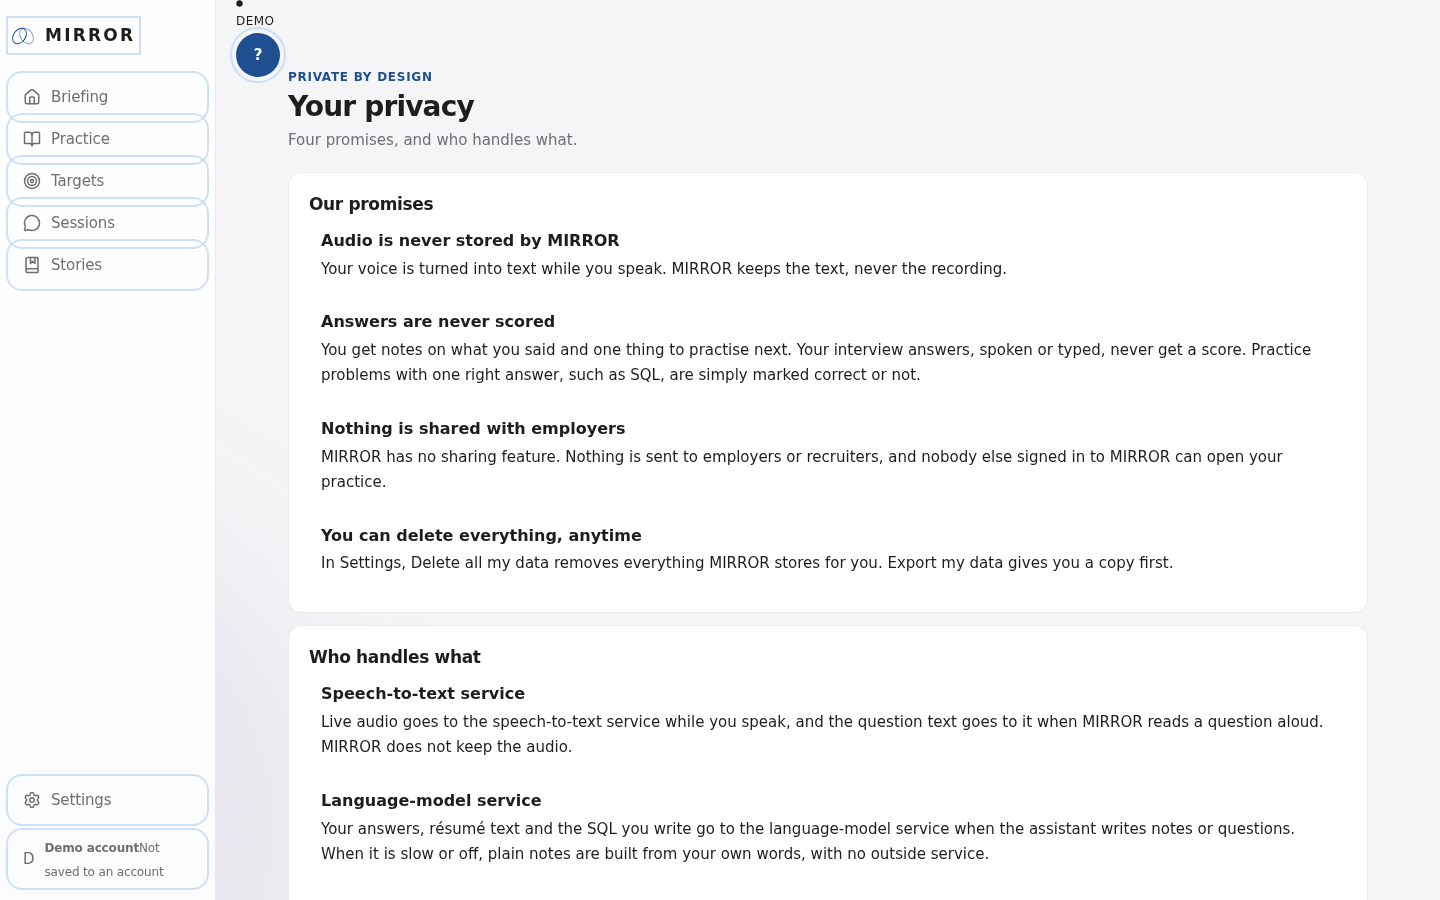 MIRROR
Briefing
Practice
Targets
Sessions
Stories
Settings
D
Demo accountNot
saved to an account
DEMO
?
PRIVATE BY DESIGN
Your privacy
Four promises, and who handles what.
Our promises
Audio is never stored by MIRROR
Your voice is turned into text while you speak. MIRROR keeps the text, never the recording.
Answers are never scored
You get notes on what you said and one thing to practise next. Your interview answers, spoken or typed, never get a score. Practice
problems with one right answer, such as SQL, are simply marked correct or not.
Nothing is shared with employers
MIRROR has no sharing feature. Nothing is sent to employers or recruiters, and nobody else signed in to MIRROR can open your
practice.
You can delete everything, anytime
In Settings, Delete all my data removes everything MIRROR stores for you. Export my data gives you a copy first.
Who handles what
Speech-to-text service
Live audio goes to the speech-to-text service while you speak, and the question text goes to it when MIRROR reads a question aloud.
MIRROR does not keep the audio.
Language-model service
Your answers, résumé text and the SQL you write go to the language-model service when the assistant writes notes or questions.
When it is slow or off, plain notes are built from your own words, with no outside service.